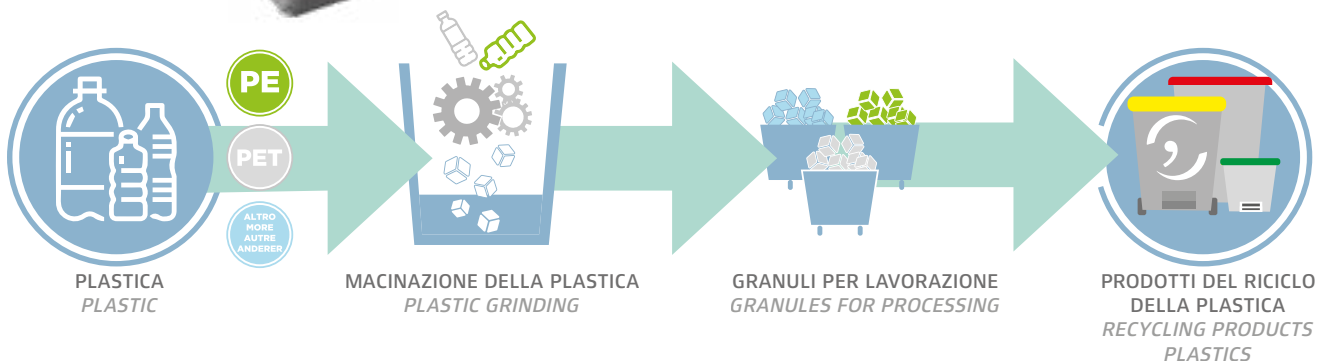 PE
PET
ALTRO
MORE
AUTRE
ANDERER
PLASTICA
PLASTIC
MACINAZIONE DELLA PLASTICA
PLASTIC GRINDING
GRANULI PER LAVORAZIONE
GRANULES FOR PROCESSING
PRODOTTI DEL RICICLO
DELLA PLASTICA
RECYCLING PRODUCTS
PLASTICS